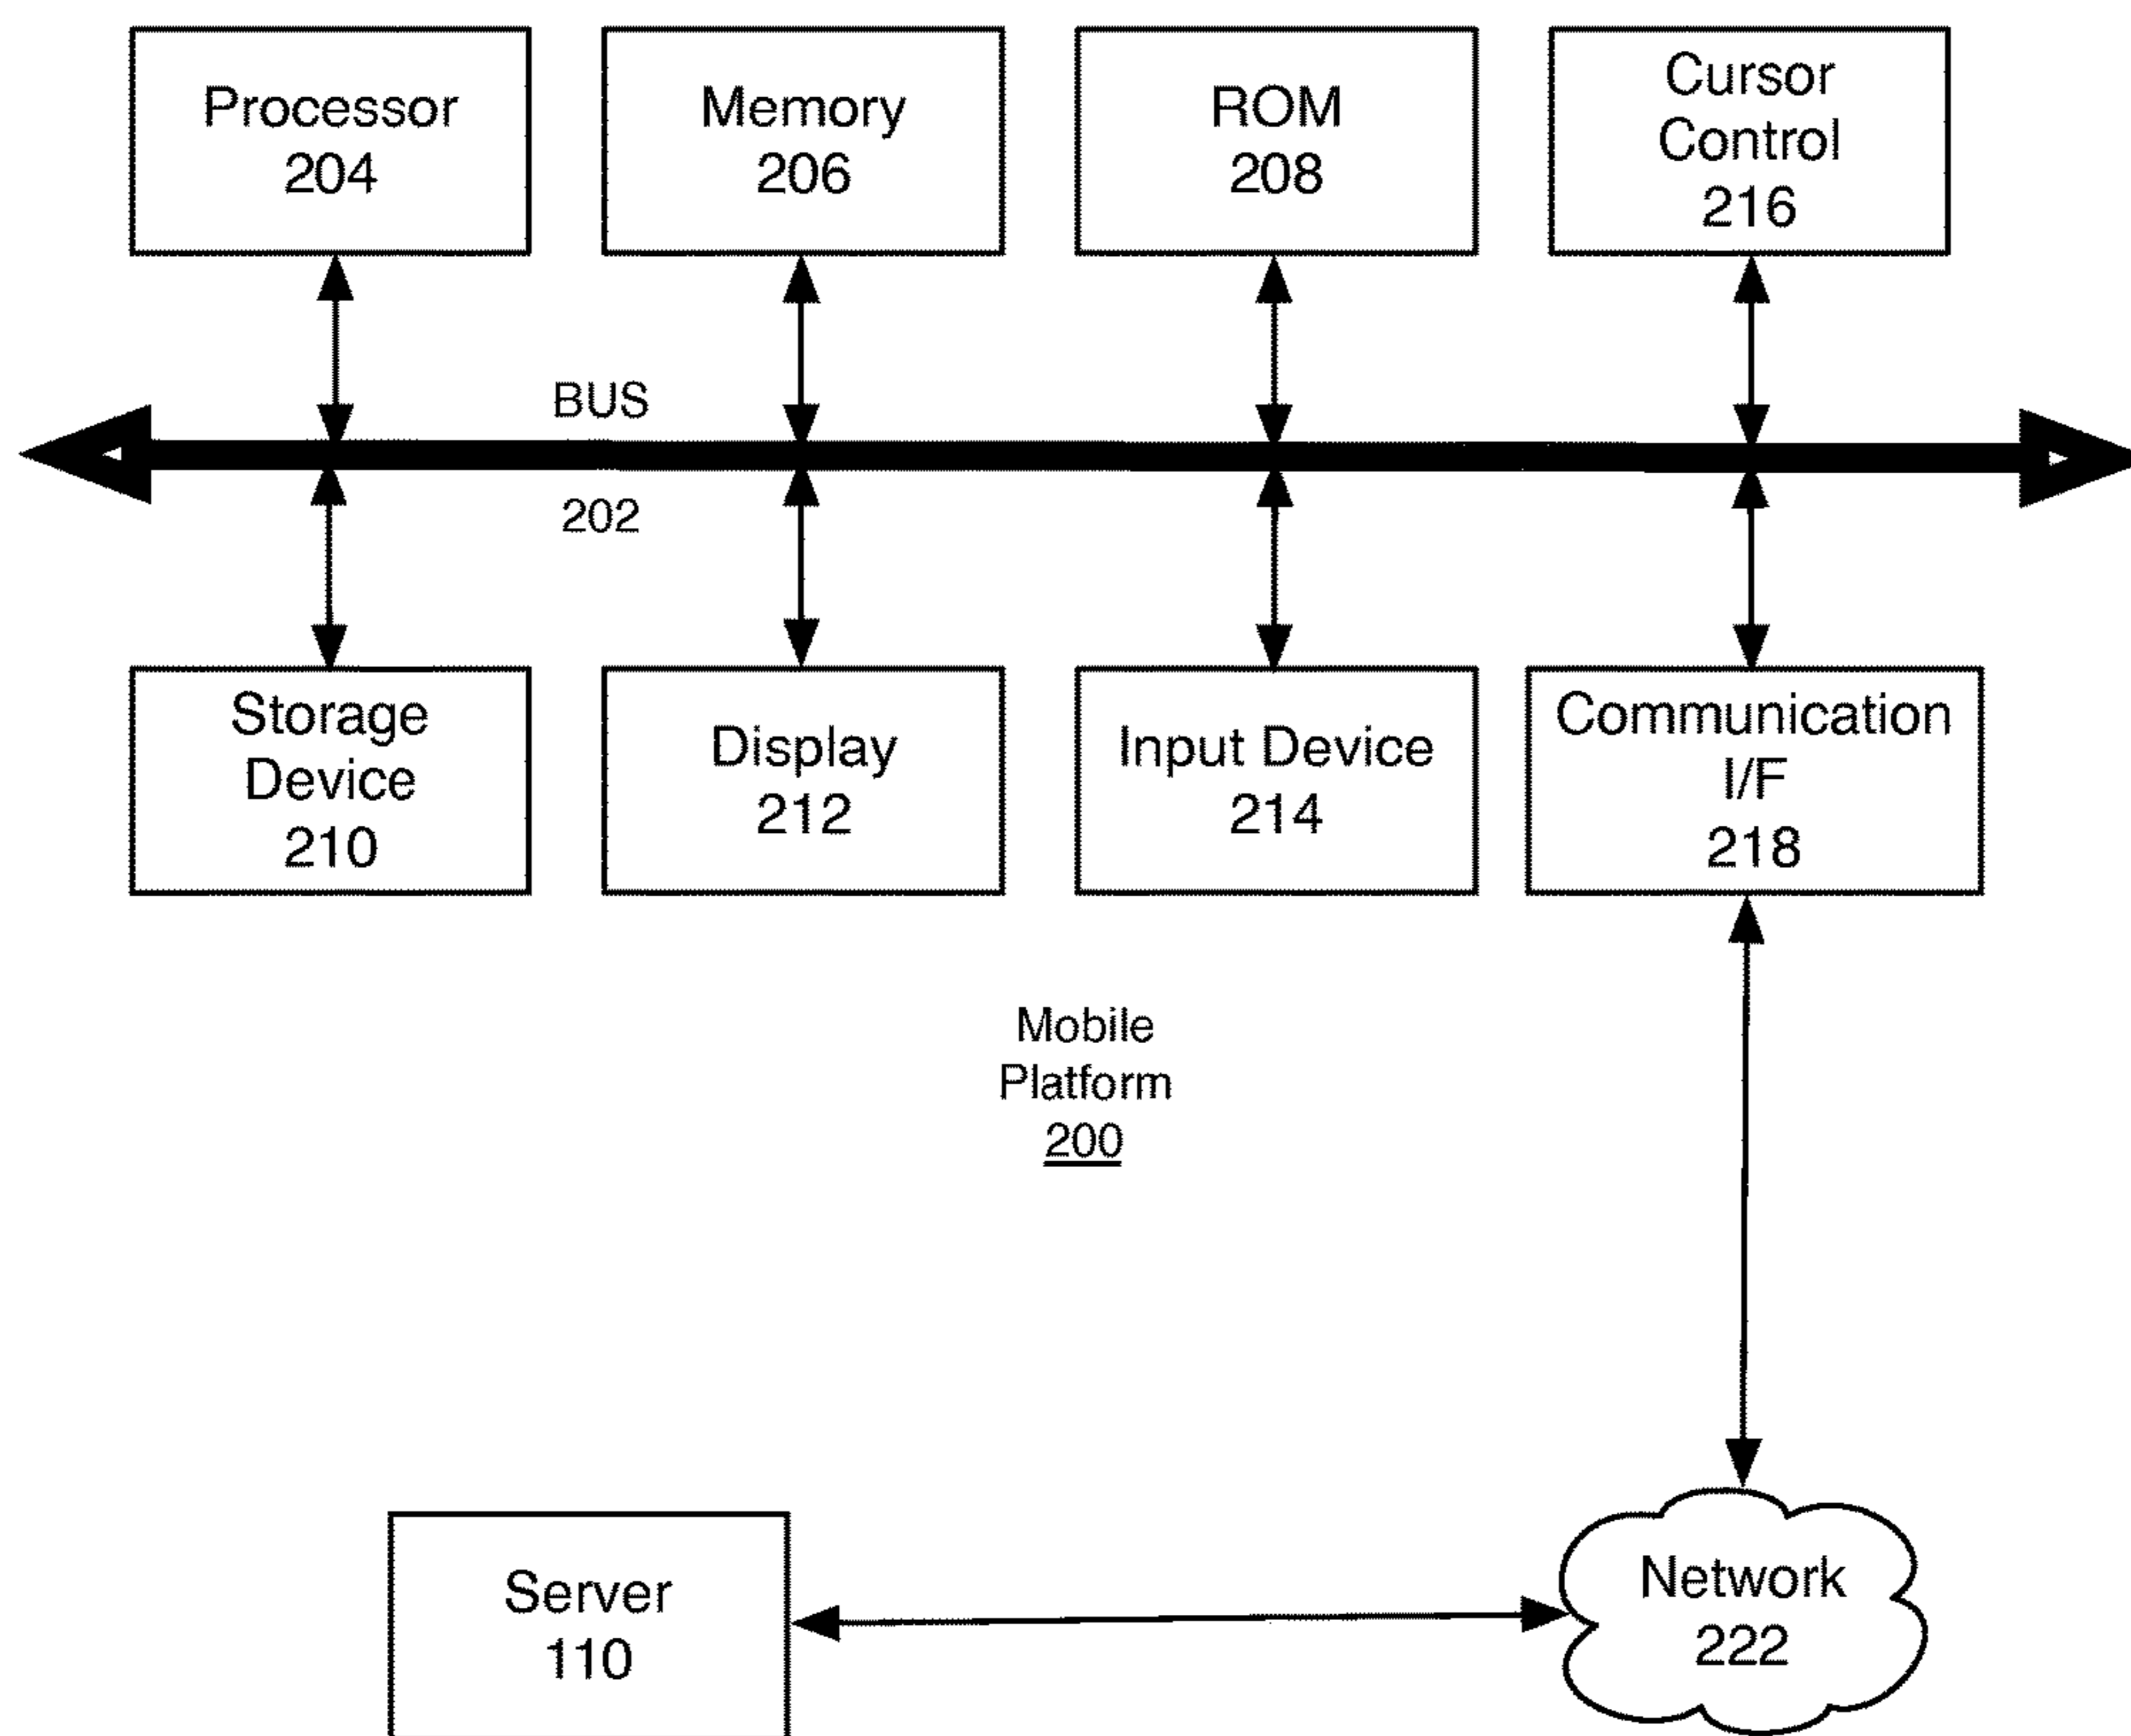 Processor
204
Memory
206
ROM
208
Cursor
Control
216
BUS
202
Storage
Device
210
Display
212
Input Device
214
Communication
I/F
218
Mobile
Platform
200
Server
110
Network
222